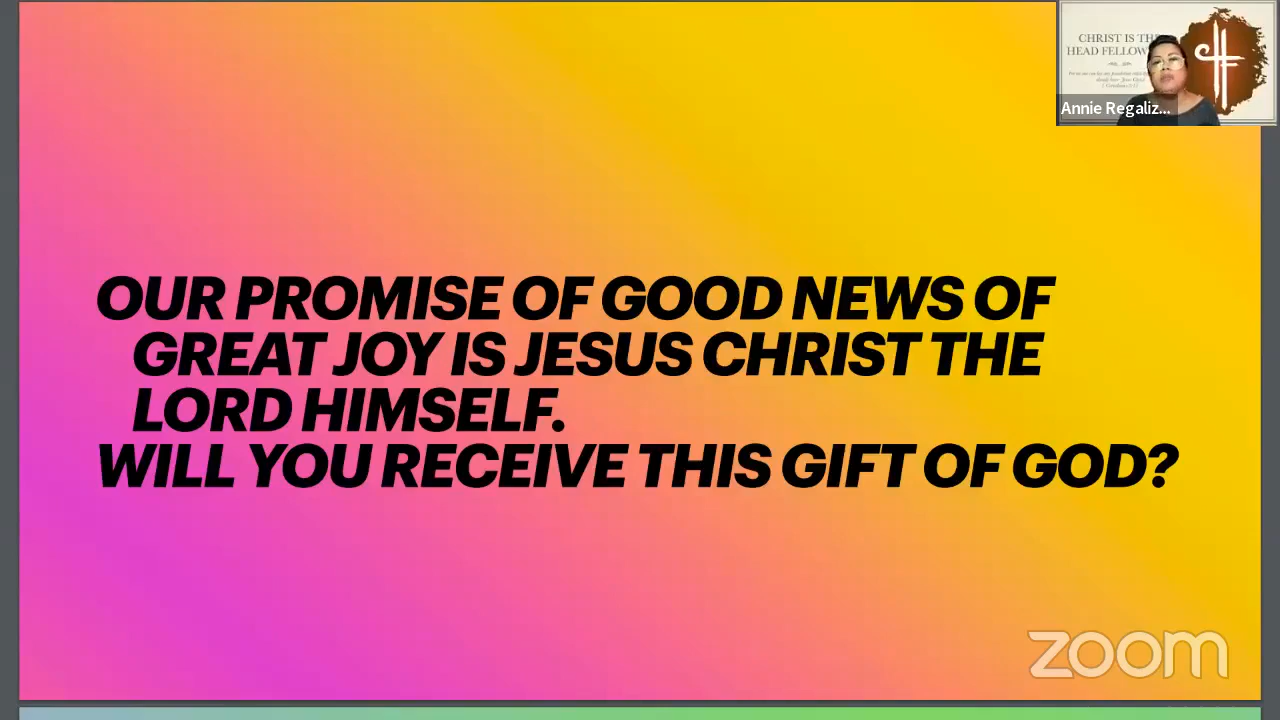 CHRIST IS THE
HEAD FELLOW
Annie Regaliz...
OUR PROMISE OF GOOD NEWS OF
GREAT JOY IS JESUS CHRIST THE
LORD HIMSELF.
WILL YOU RECEIVE THIS GIFT OF GOD?
zoom